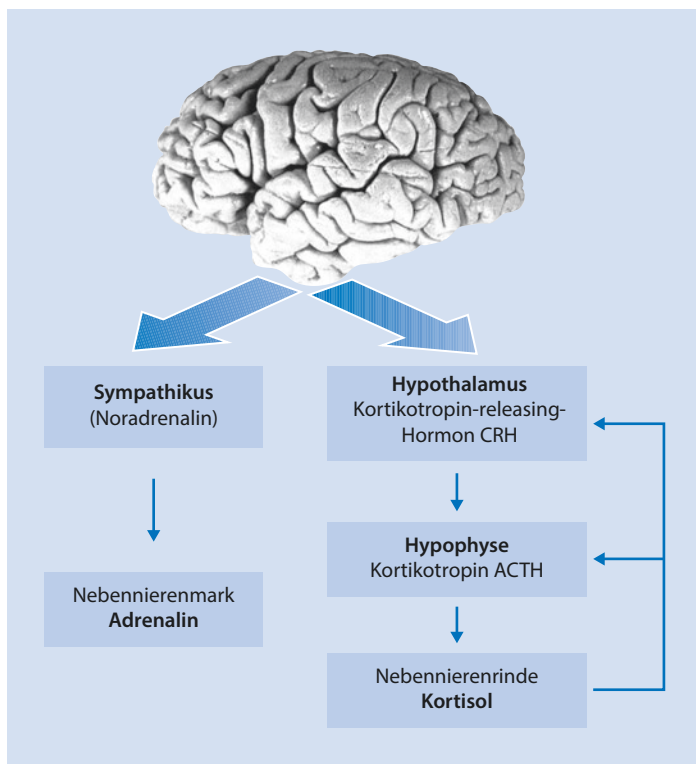 Sympathikus
(Noradrenalin)
Nebennierenmark
Adrenalin
Hypothalamus
Kortikotropin-releasing-
Hormon CRH
Hypophyse
Kortikotropin ACTH
Nebennierenrinde
Kortisol